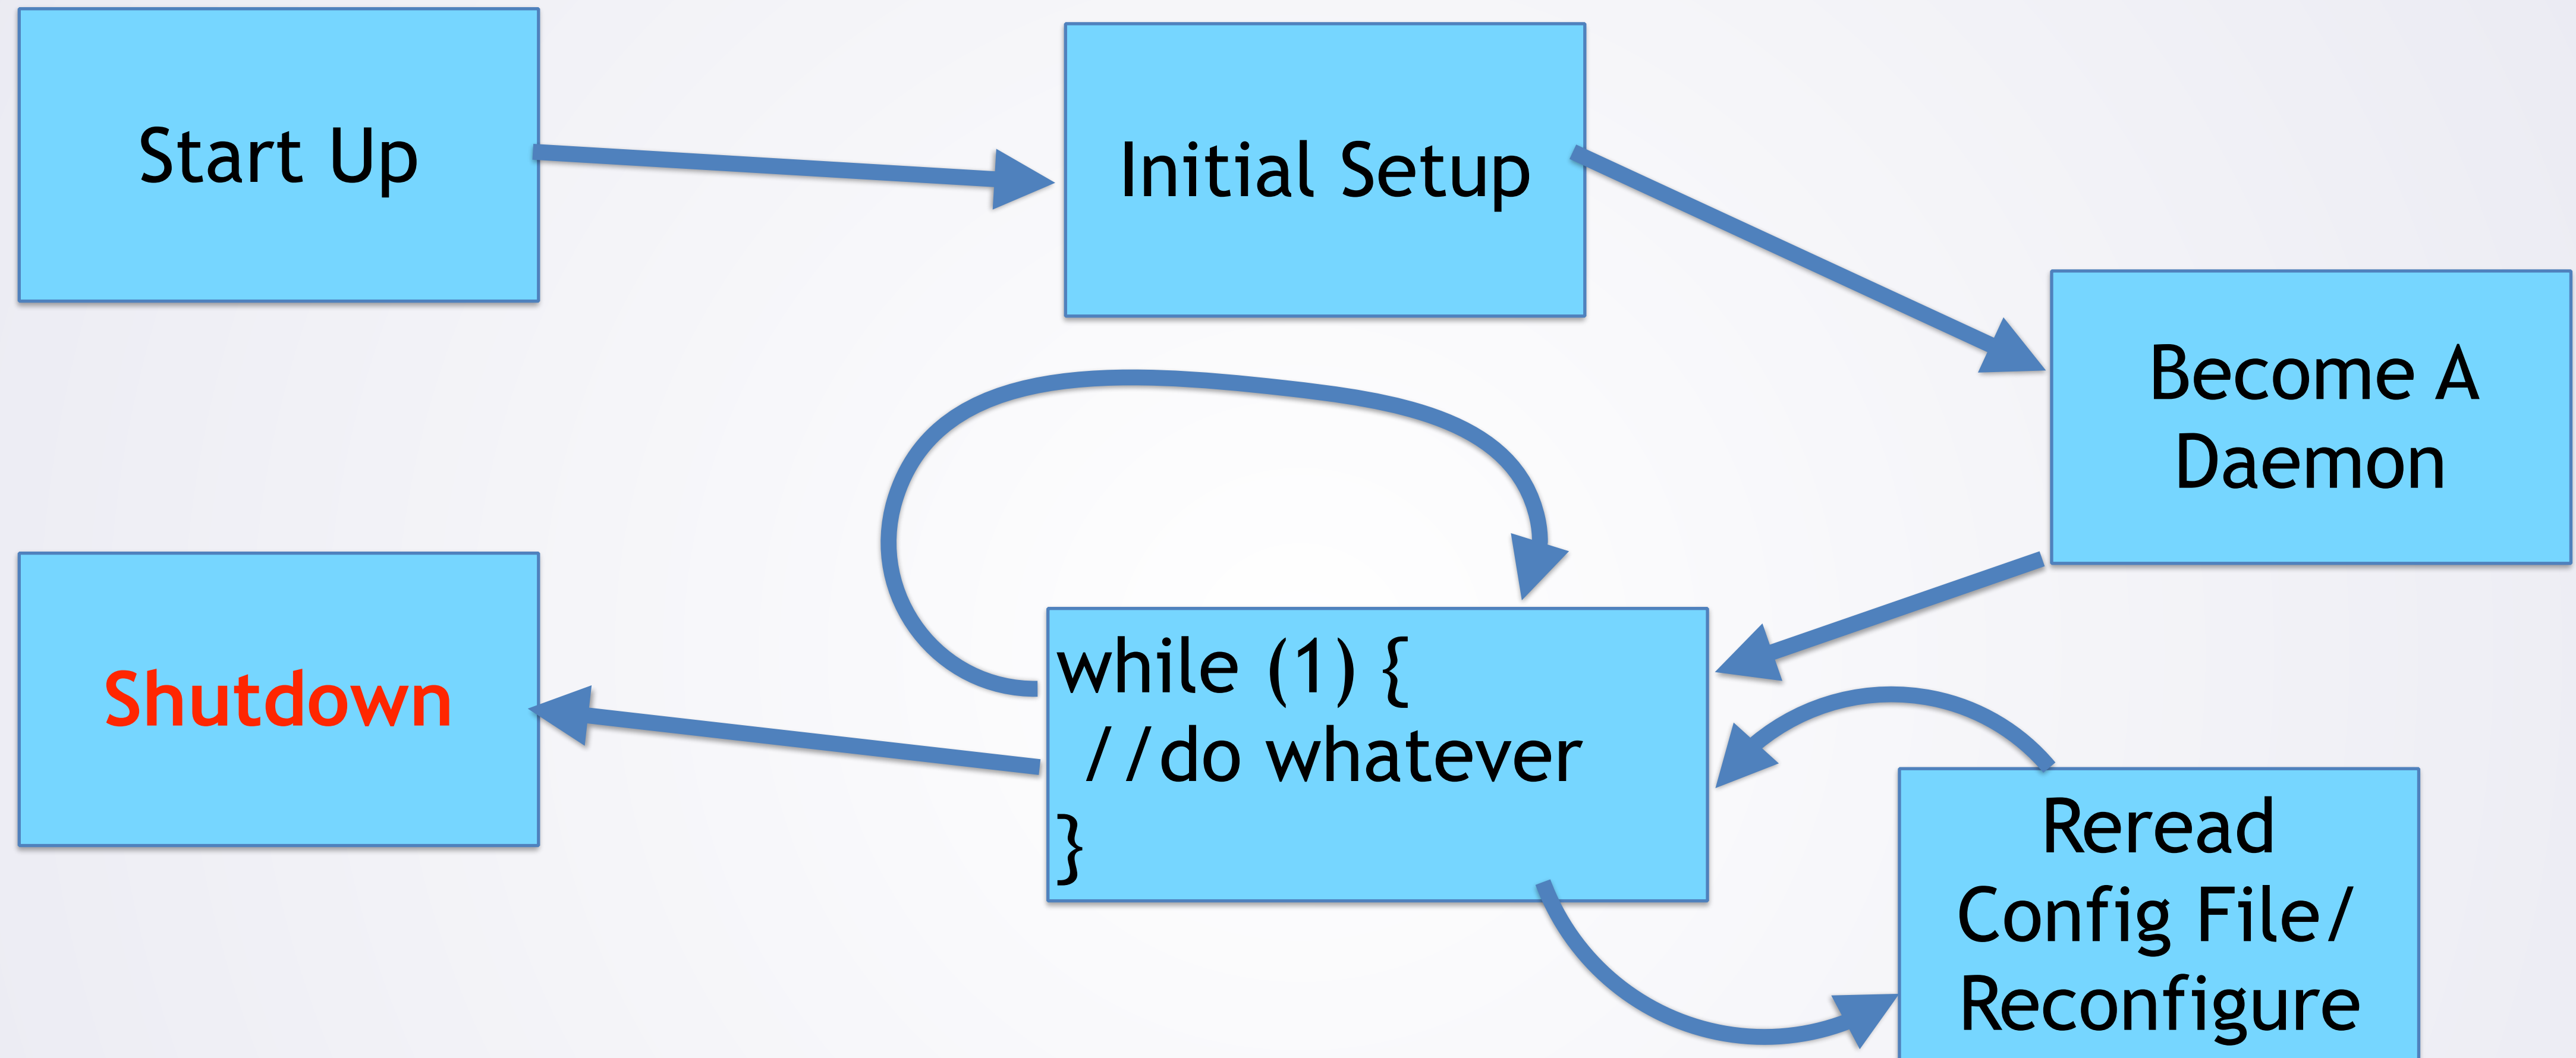 Start Up
Initial Setup
Become A
Daemon
Shutdown
while (1) {
//do whatever
}
Reread
Config File/
Reconfigure